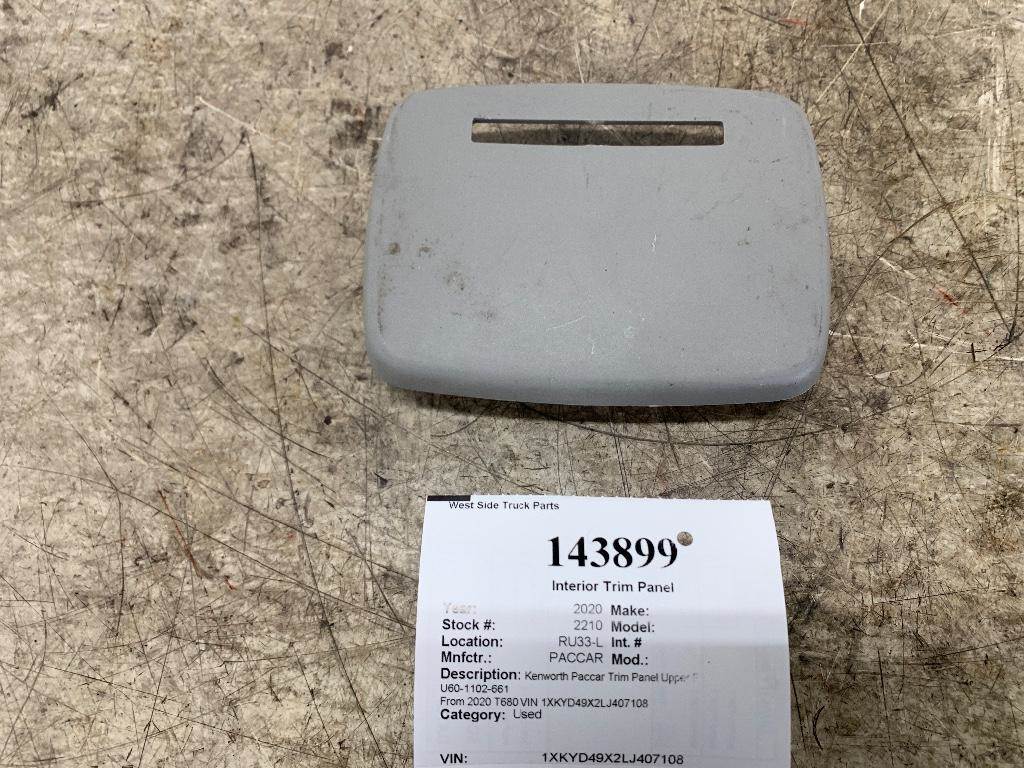 West Side Truck Parts
143899
Interior Trim Panel
Year: 2020 Make:
Stock #: 2210 Model:
Location: RU33-L Int. #
Mnfctr.: PACCAR Mod.:
Description: Kenworth Paccar Trim Panel Upper
U60-1102-661
From 2020 T680 VIN 1XKYD49X2LJ407108
Category: Used
VIN: 1XKYD49X2LJ407108